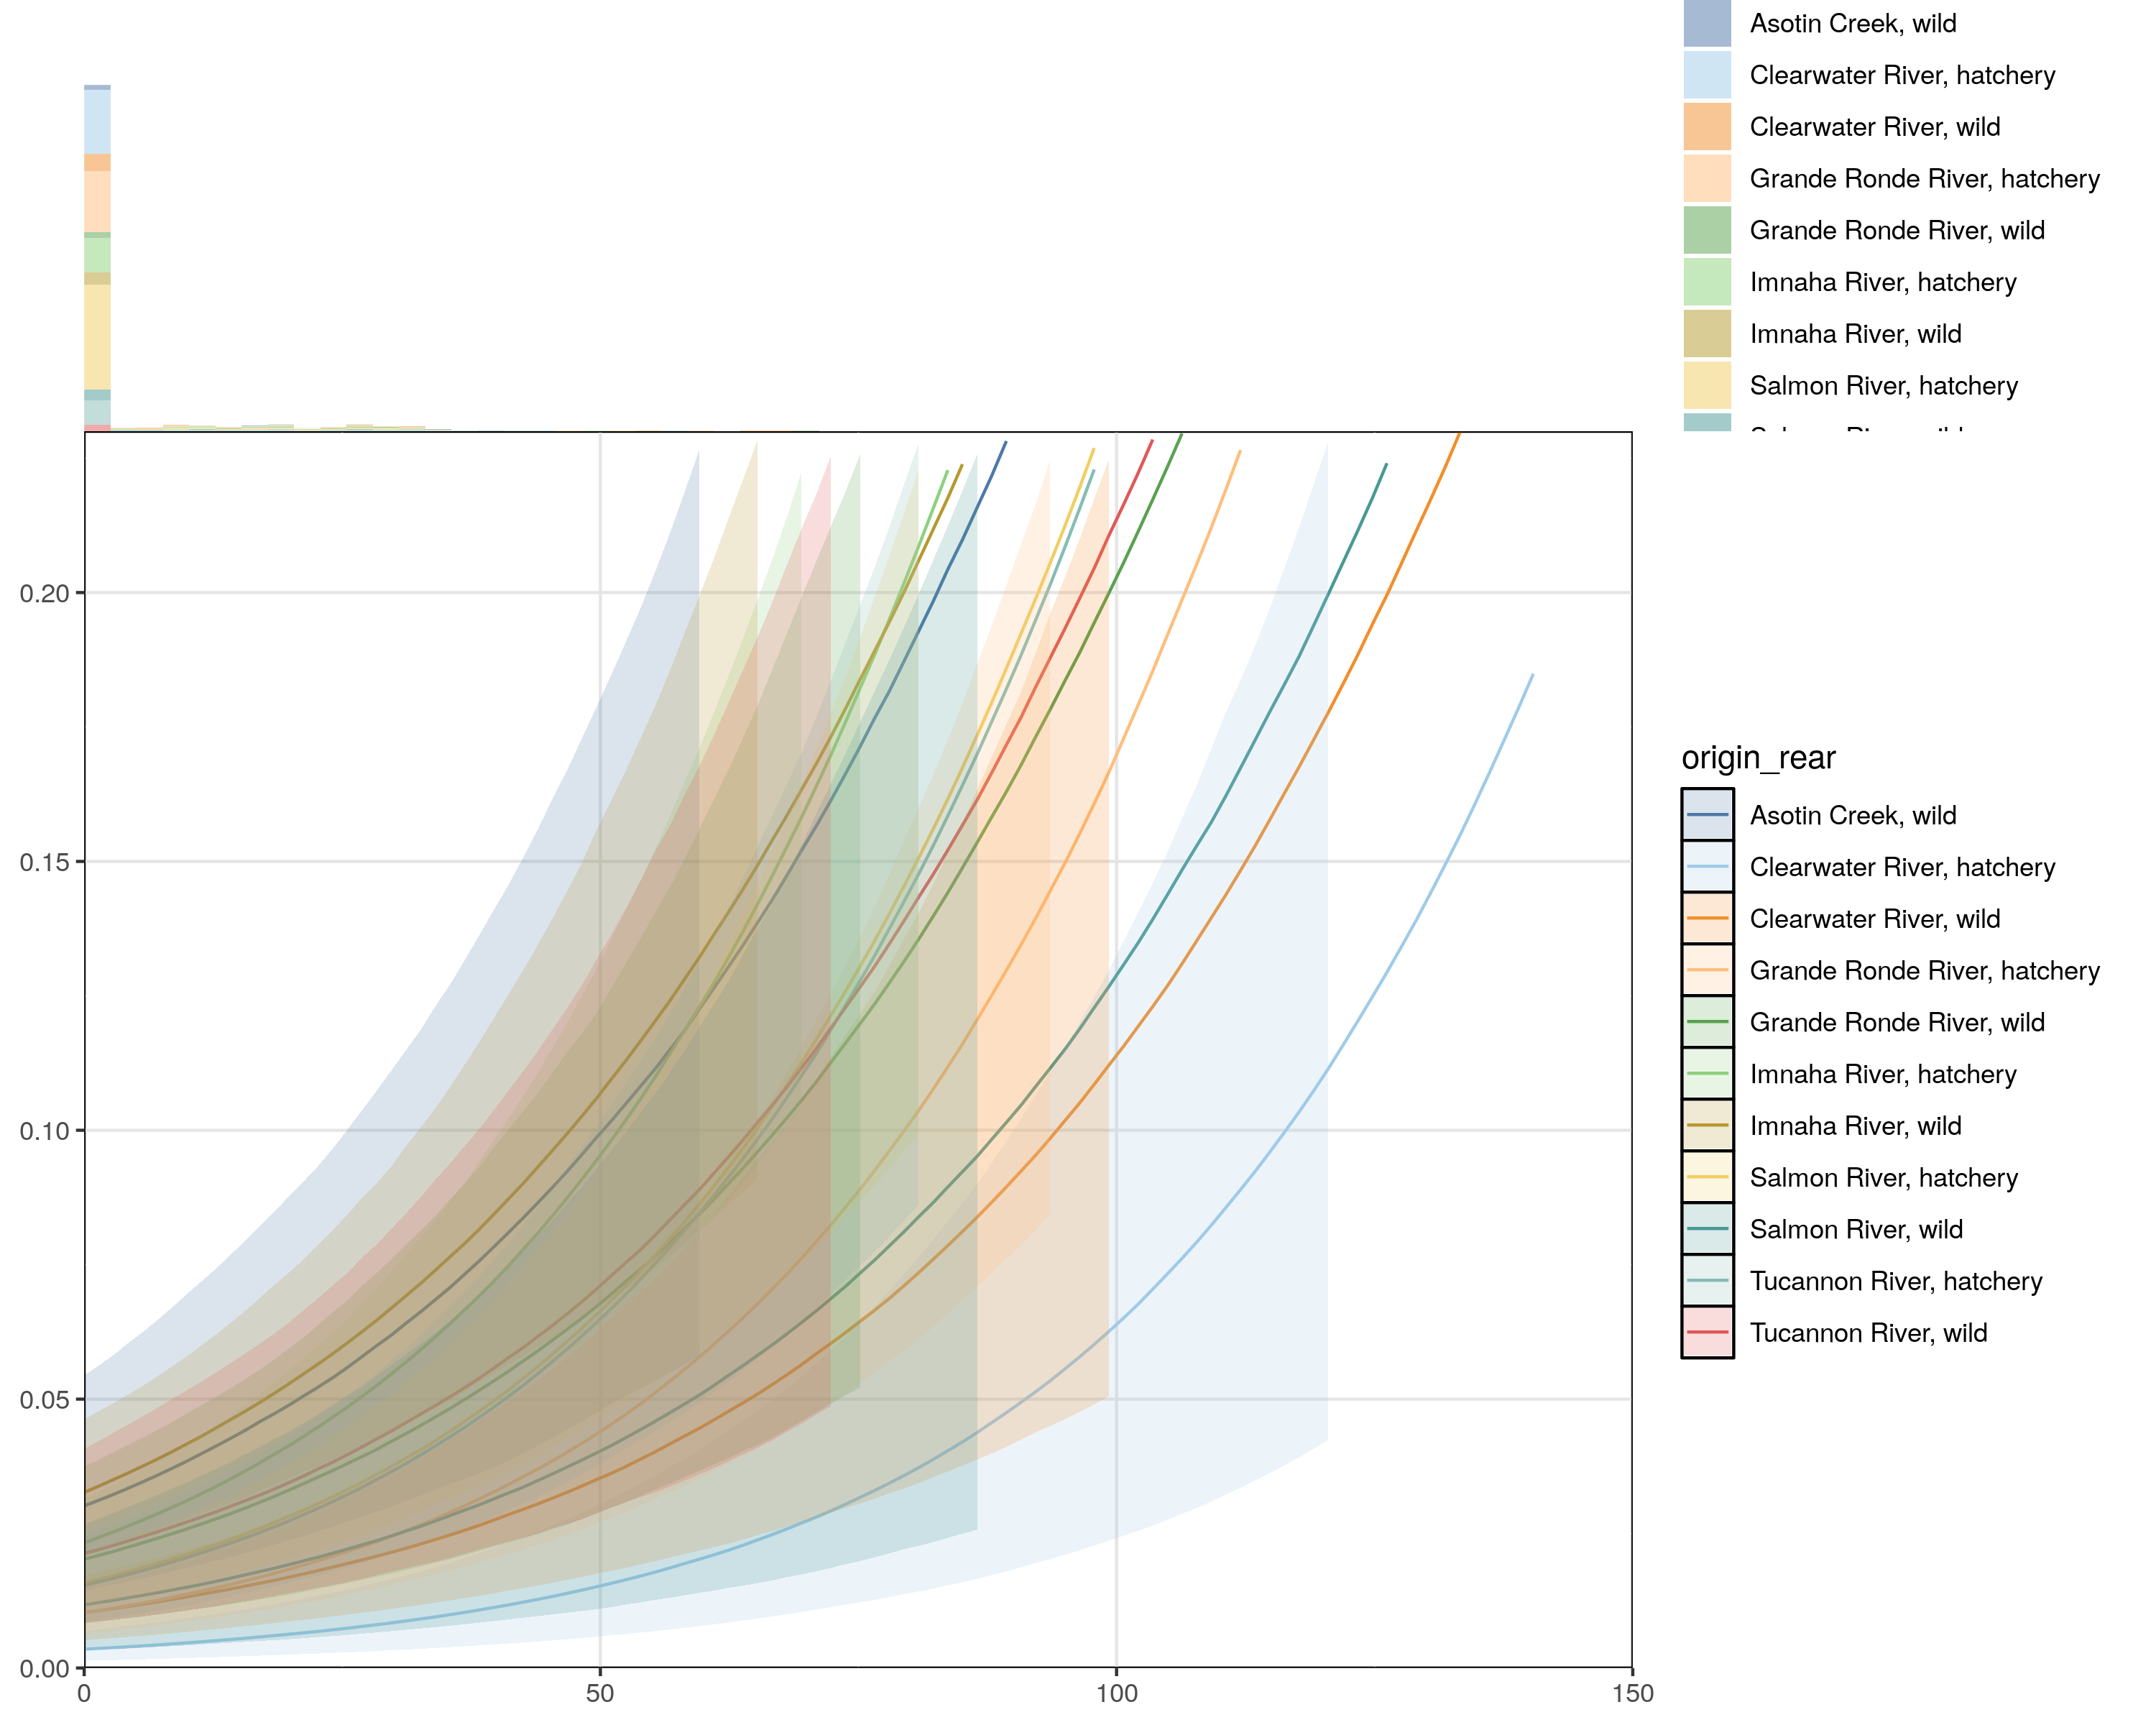 Asotin Creek, wild
Clearwater River, hatchery
Clearwater River, wild
Grande Ronde River, hatchery
Grande Ronde River, wild
Imnaha River, hatchery
Imnaha River, wild
Salmon River, hatchery
0.20
0.15
0.10
0.05
0.00
0
50
100
150
origin_rear
Asotin Creek, wild
Clearwater River, hatchery
Clearwater River, wild
Grande Ronde River, hatchery
Grande Ronde River, wild
Imnaha River, hatchery
Imnaha River, wild
Salmon River, hatchery
Salmon River, wild
Tucannon River, hatchery
Tucannon River, wild